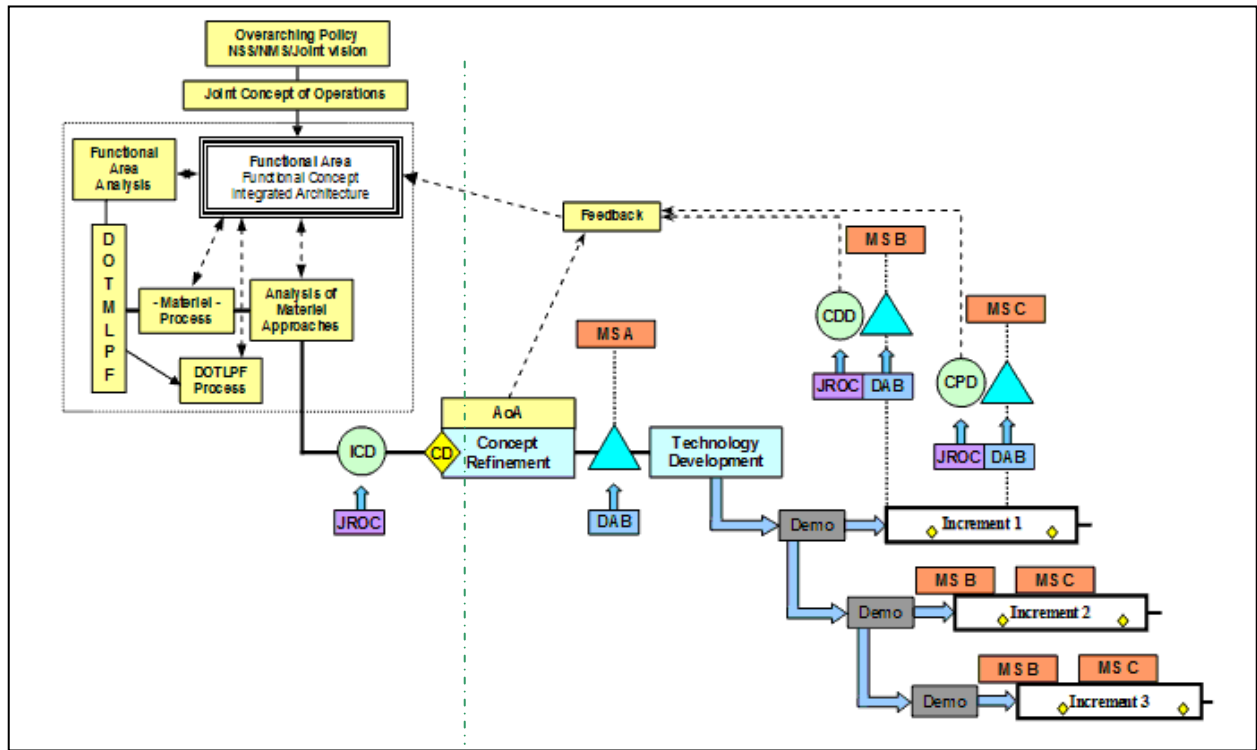 Overarching Policy
NSS/NMS/Joint vision
Joint Concept of Operations
Functional
Area
Analysis
Functional Area
Functional Concept
Integrated Architecture
Feedback
D
O
T
M
L
P
F
- Materiel -
Process
Analysis of
Materiel
Approaches
DOTLPF
Process
MS B
MS A
MS C
CDD
CPD
JROC
DAB
JROC
DAB
ICD
CD
AoA
Concept
Refinement
Technology
Development
JROC
DAB
Demo
Increment 1
MS B
MS C
Demo
Increment 2
MS B
MS C
Demo
Increment 3